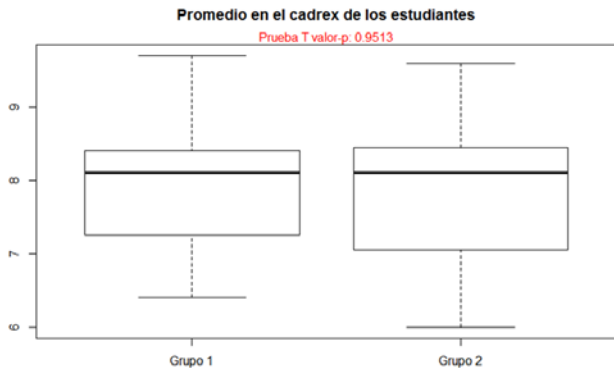 Promedio en el cadrex de los estudiantes
Prueba T valor-p: 0.9513
9
8
7
6
Grupo 1
Grupo 2